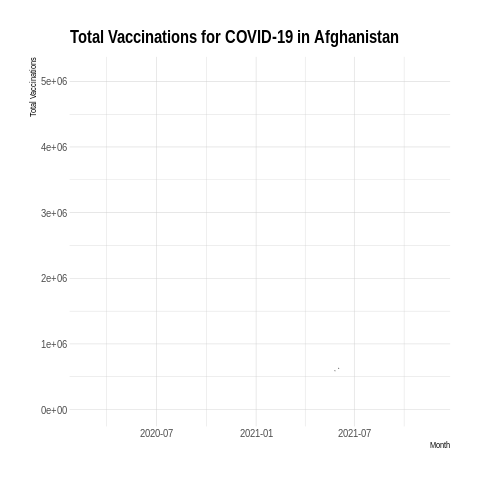 Total Vaccinations for COVID-19 in Afghanistan
Total Vaccinations
5e+06
4e+06
3e+06
2e+06
1e+06
0e+00
2020-07 2021-01 2021-07
Month